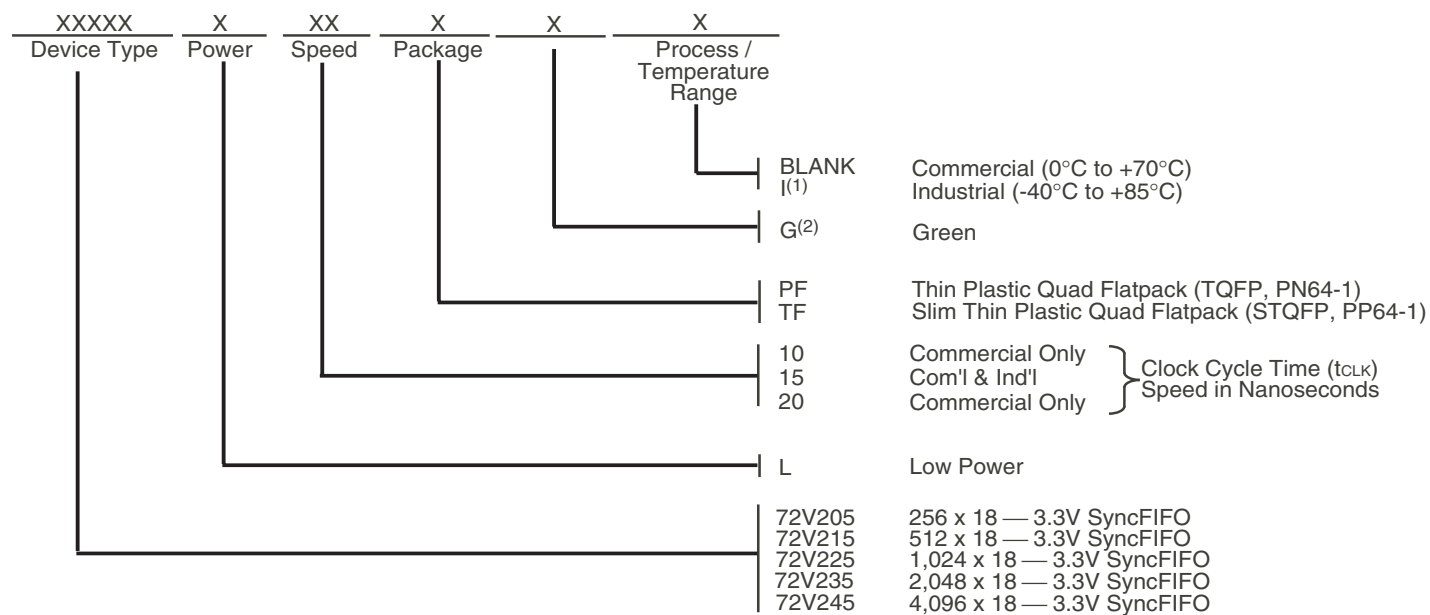 XXXXX X XX X X X
Device Type Power Speed Package Process /
Temperature
Range
BLANK Commercial (0°C to +70°C)
I(1) Industrial (-40°C to +85°C)
G(2) Green
PF Thin Plastic Quad Flatpack (TQFP, PN64-1)
TF Slim Thin Plastic Quad Flatpack (STQFP, PP64-1)
10 Commercial Only
15 Com'l & Ind'l
20 Commercial Only
Clock Cycle Time (tCLK)
Speed in Nanoseconds
L Low Power
72V205 256 x 18 — 3.3V SyncFIFO
72V215 512 x 18 — 3.3V SyncFIFO
72V225 1,024 x 18 — 3.3V SyncFIFO
72V235 2,048 x 18 — 3.3V SyncFIFO
72V245 4,096 x 18 — 3.3V SyncFIFO